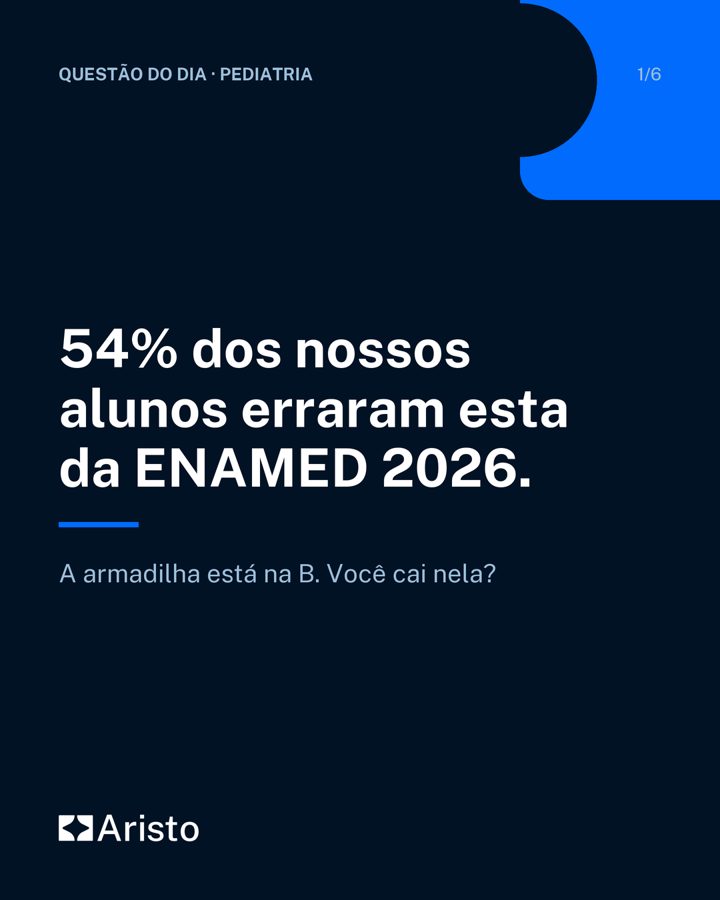 QUESTÃO DO DIA · PEDIATRIA
1/6
54% dos nossos
alunos erraram esta
da ENAMED 2026.
A armadilha está na B. Você cai nela?
Aristo